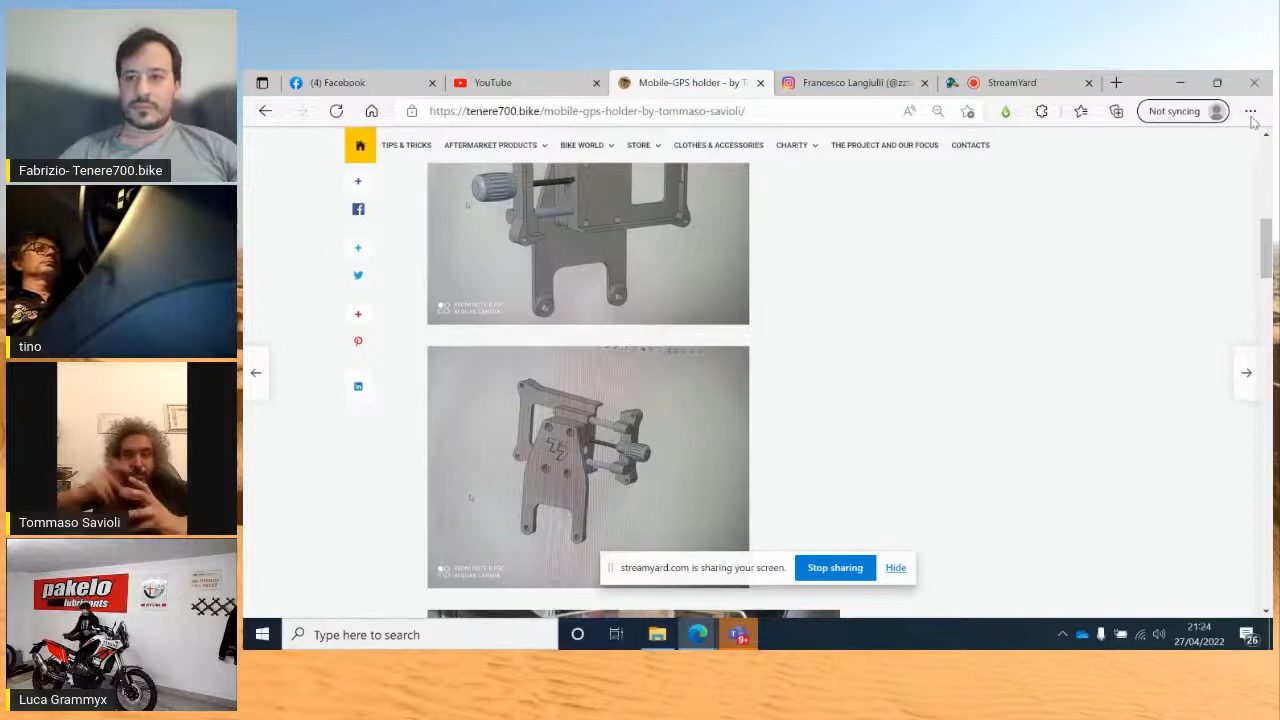 Fabrizio- Tenere700.bike
tino
Tommaso Savioli
pakelo
lubricants
Luca Grammyx
(4) Facebook
YouTube
Mobile-GPS holder - by T
Francesco Langiulli (@zz
StreamYard
https://tenere700.bike/mobile-gps-holder-by-tommaso-savioli/
Not syncing
TIPS & TRICKS
AFTERMARKET PRODUCTS
BIKE WORLD
STORE
CLOTHES & ACCESSORIES
CHARITY
THE PROJECT AND OUR FOCUS
CONTACTS
streamyard.com is sharing your screen.
Stop sharing
Hide
Type here to search
9+
21:24
27/04/2022
26